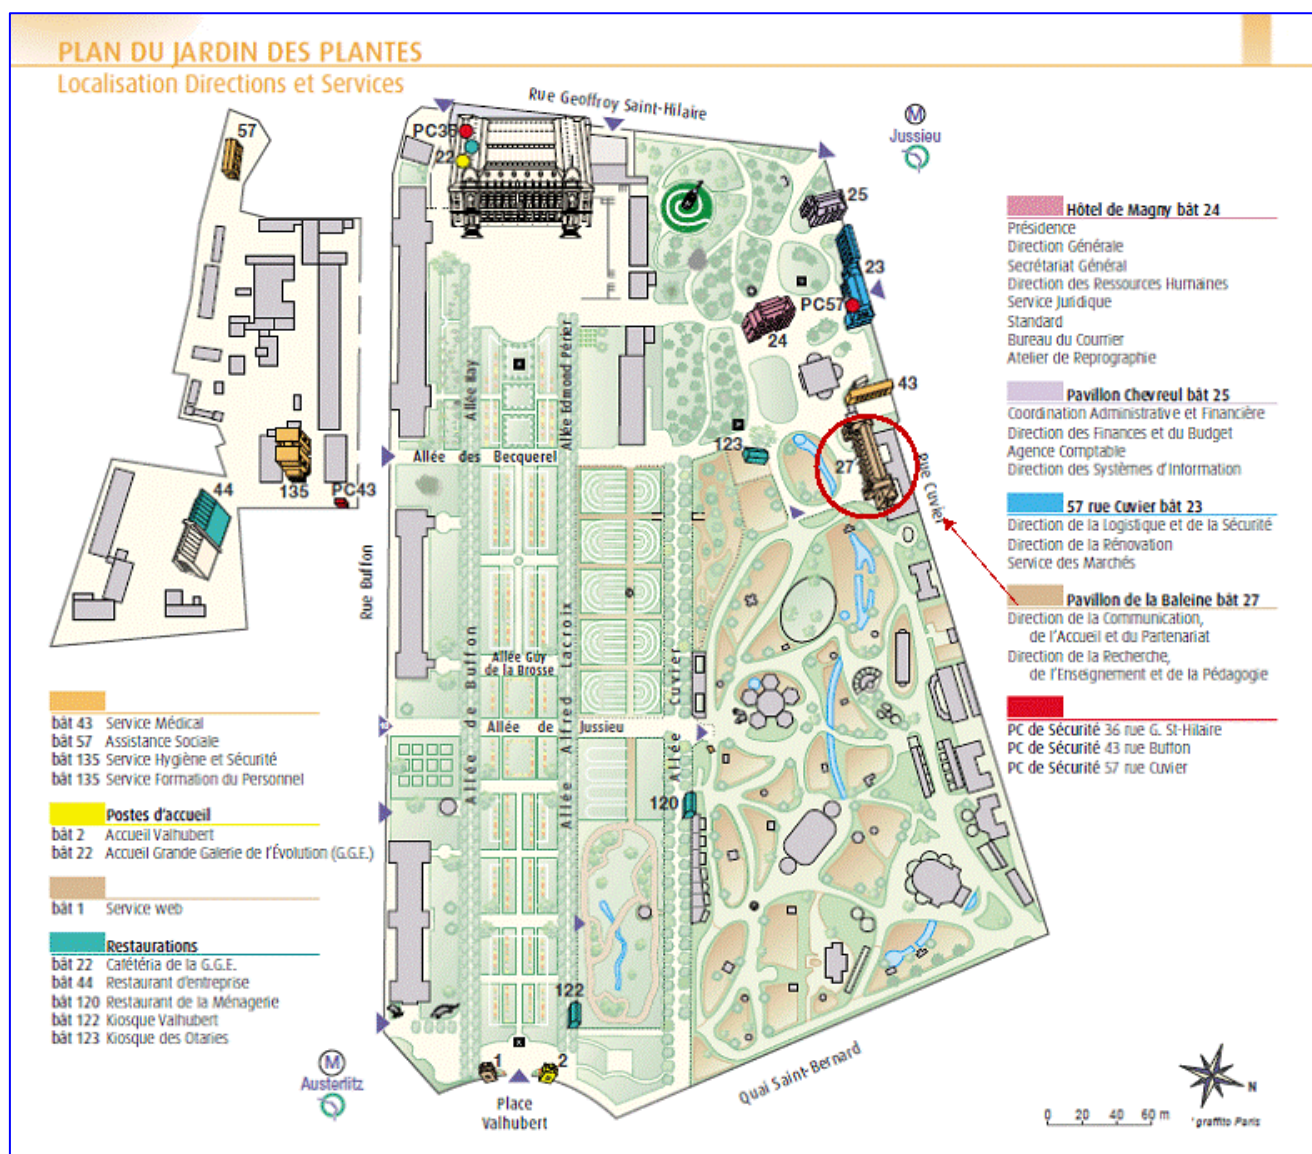 PLAN DU JARDIN DES PLANTES
Localisation Directions et Services
Rue Geoffroy Saint-Hilaire
M
Jussieu
57
PC36
22
25
23
PC57
24
43
123
27
Rue Cuvier
44
135
PC43
Rue Buffon
Allée Hay
Allée Edmond Périer
Allée des Becquerel
Allée de Buffon
Allée Guy
de la Brosse
Allée Alfred Lacroix
Allée de Jussieu
Allée Cuvier
120
122
1
2
Place
Valhubert
Quai Saint-Bernard
M
Austerlitz
bât 43 Service Médical
bât 57 Assistance Sociale
bât 135 Service Hygiène et Sécurité
bât 135 Service Formation du Personnel
Postes d'accueil
bât 2 Accueil Valhubert
bât 22 Accueil Grande Galerie de l'Évolution (G.G.E.)
bât 1 Service web
Restaurations
bât 22 Cafétéria de la G.G.E.
bât 44 Restaurant d'entreprise
bât 120 Restaurant de la Ménagerie
bât 122 Kiosque Valhubert
bât 123 Kiosque des Otaries
Hôtel de Magny bât 24
Présidence
Direction Générale
Secrétariat Général
Direction des Ressources Humaines
Service Juridique
Standard
Bureau du Courrier
Atelier de Reprographie
Pavillon Chevreul bât 25
Coordination Administrative et Financière
Direction des Finances et du Budget
Agence Comptable
Direction des Systèmes d'Information
57 rue Cuvier bât 23
Direction de la Logistique et de la Sécurité
Direction de la Rénovation
Service des Marchés
Pavillon de la Baleine bât 27
Direction de la Communication,
de l'Accueil et du Partenariat
Direction de la Recherche,
de l'Enseignement et de la Pédagogie
PC de Sécurité 36 rue G. St-Hilaire
PC de Sécurité 43 rue Buffon
PC de Sécurité 57 rue Cuvier
N
0 20 40 60 m
'graffito Paris